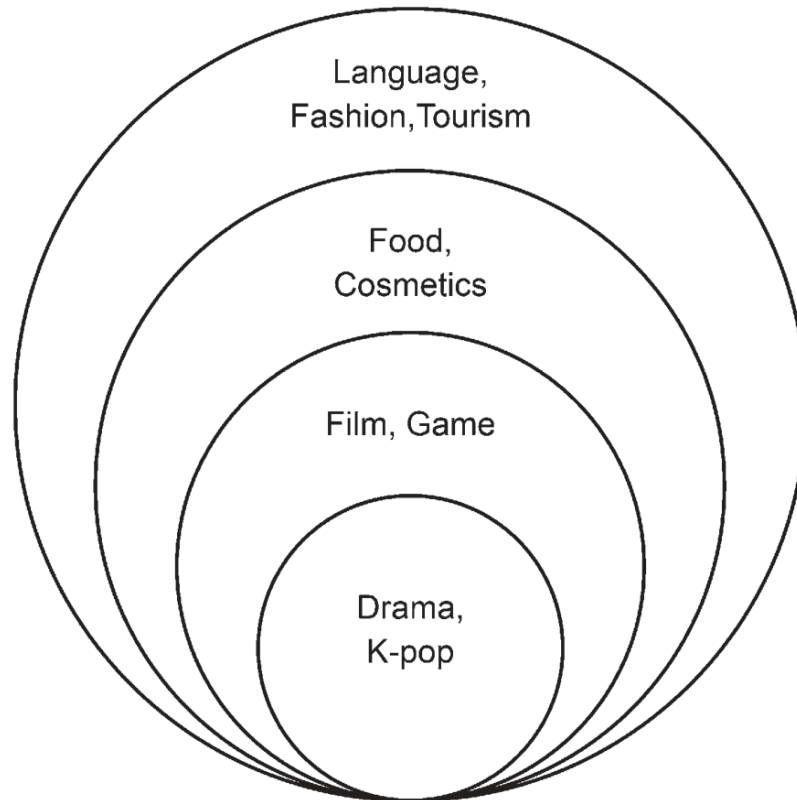 Language,
Fashion,Tourism
Food,
Cosmetics
Film, Game
Drama,
K-pop